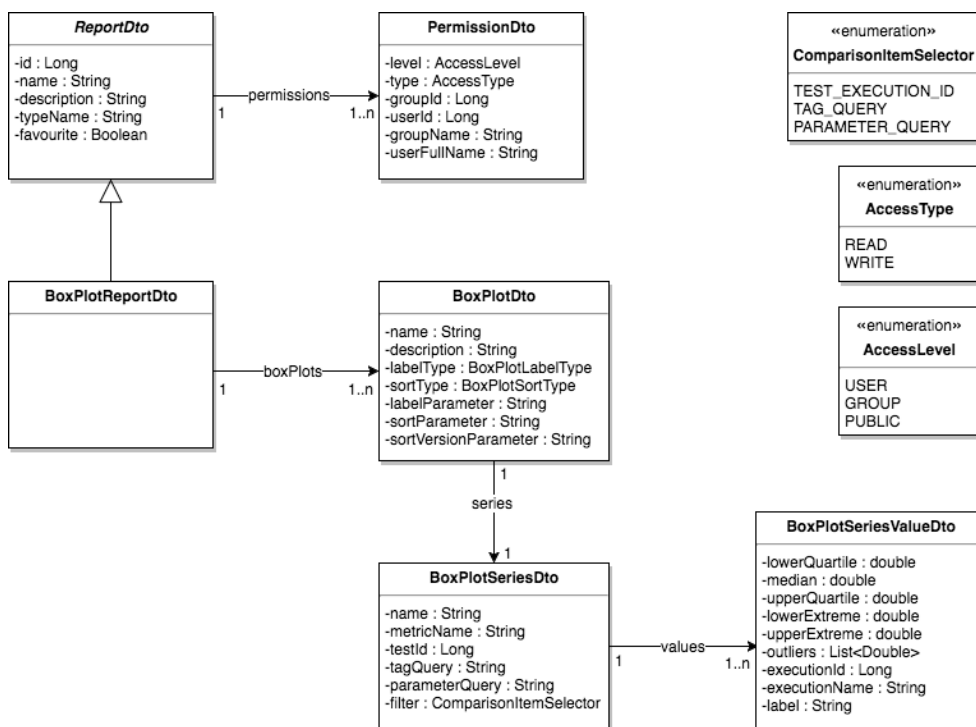 ReportDto
-id : Long
-name : String
-description : String
-typeName : String
-favourite : Boolean
permissions
1
1..n
PermissionDto
-level : AccessLevel
-type : AccessType
-groupId : Long
-userId : Long
-groupName : String
-userFullName : String
«enumeration»
ComparisonItemSelector
TEST_EXECUTION_ID
TAG_QUERY
PARAMETER_QUERY
«enumeration»
AccessType
READ
WRITE
BoxPlotReportDto
boxPlots
1
1..n
BoxPlotDto
-name : String
-description : String
-labelType : BoxPlotLabelType
-sortType : BoxPlotSortType
-labelParameter : String
-sortParameter : String
-sortVersionParameter : String
«enumeration»
AccessLevel
USER
GROUP
PUBLIC
1
series
1
BoxPlotSeriesDto
-name : String
-metricName : String
-testId : Long
-tagQuery : String
-parameterQuery : String
-filter : ComparisonItemSelector
values
1
1..n
BoxPlotSeriesValueDto
-lowerQuartile : double
-median : double
-upperQuartile : double
-lowerExtreme : double
-upperExtreme : double
-outliers : List<Double>
-executionId : Long
-executionName : String
-label : String